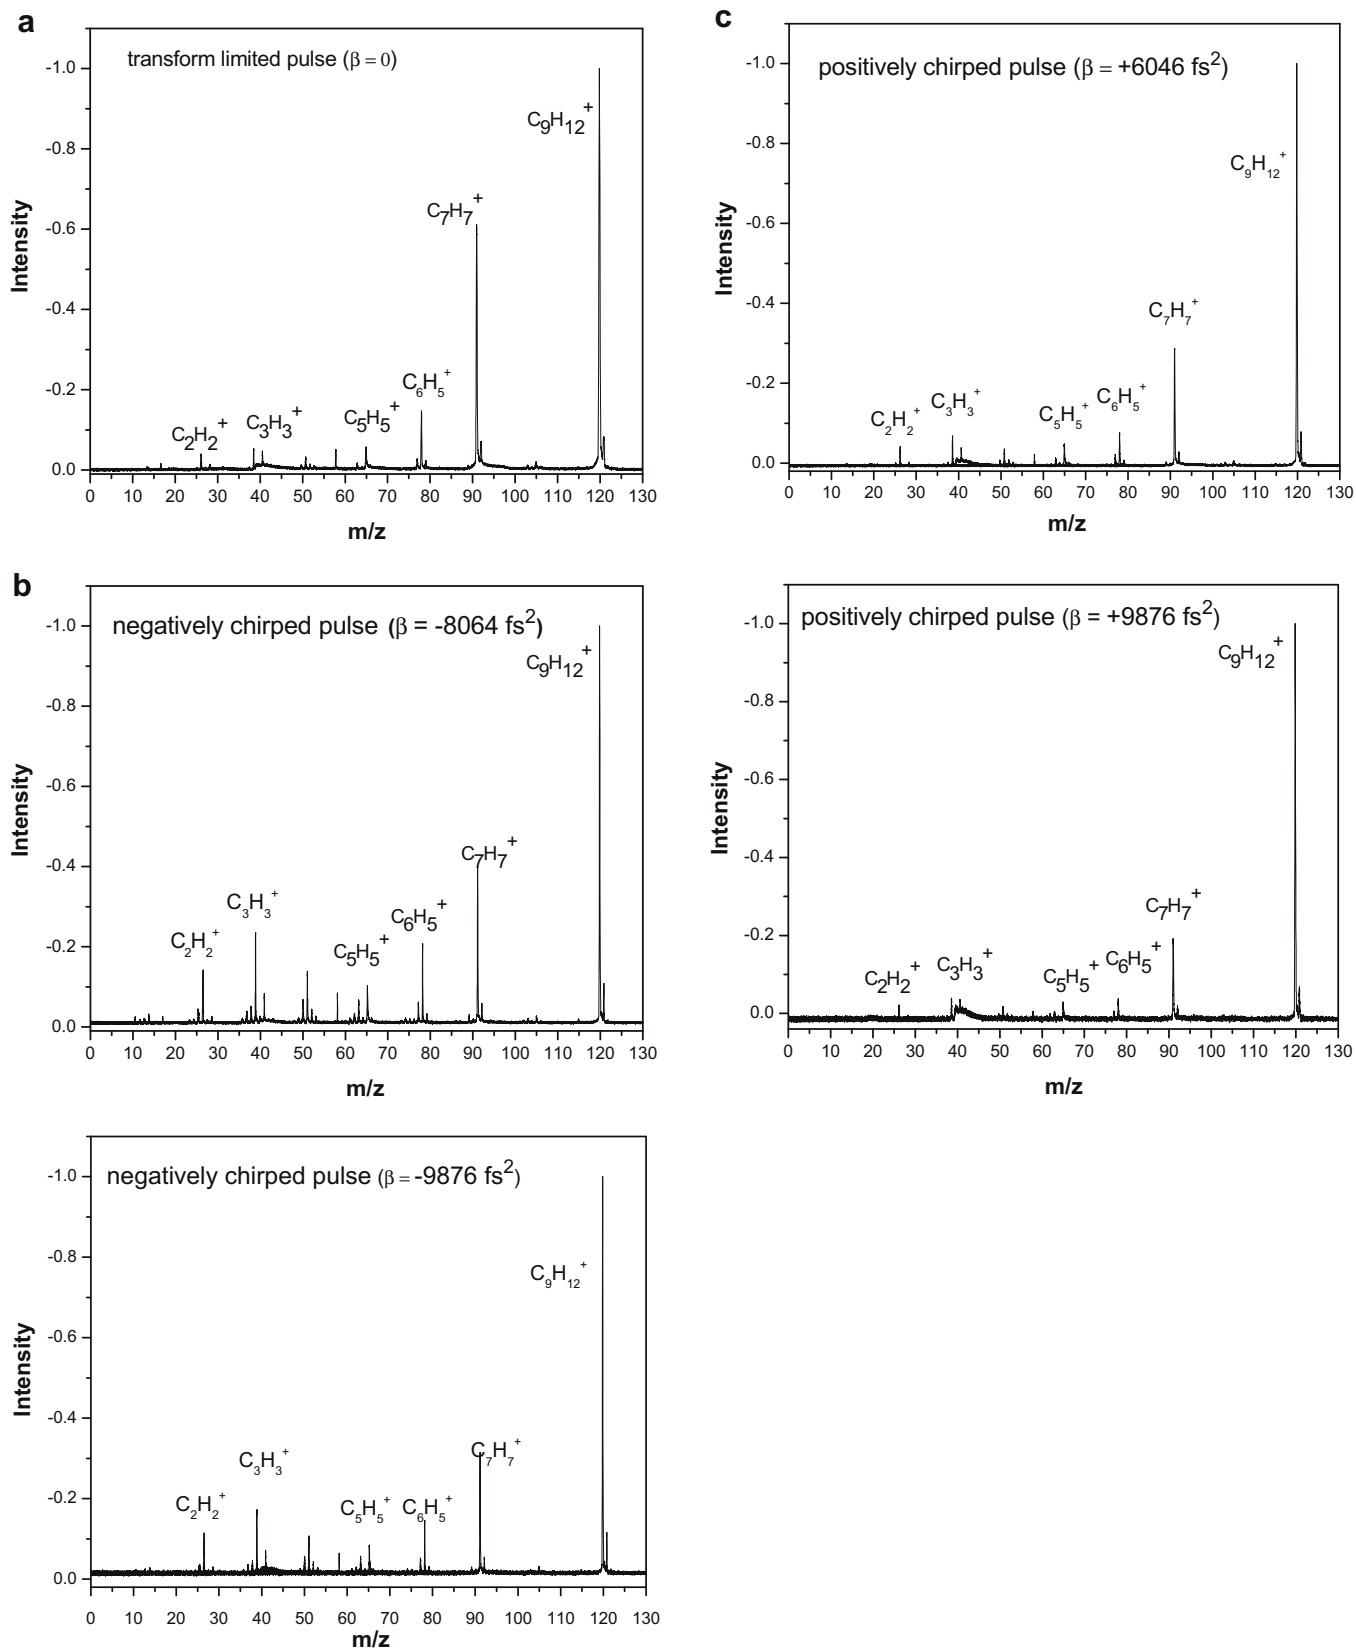 a
transform limited pulse (β = 0)
-1.0
-0.8
-0.6
-0.4
-0.2
0.0
Intensity
C9H12+
C7H7+
C6H5+
C5H5+
C3H3+
C2H2+
0 10 20 30 40 50 60 70 80 90 100 110 120 130
m/z
b
negatively chirped pulse (β = -8064 fs2)
-1.0
-0.8
-0.6
-0.4
-0.2
0.0
Intensity
C9H12+
C7H7+
C6H5+
C5H5+
C3H3+
C2H2+
0 10 20 30 40 50 60 70 80 90 100 110 120 130
m/z
negatively chirped pulse (β = -9876 fs2)
-1.0
-0.8
-0.6
-0.4
-0.2
0.0
Intensity
C9H12+
C7H7+
C6H5+
C5H5+
C3H3+
C2H2+
0 10 20 30 40 50 60 70 80 90 100 110 120 130
m/z
c
positively chirped pulse (β = +6046 fs2)
-1.0
-0.8
-0.6
-0.4
-0.2
0.0
Intensity
C9H12+
C7H7+
C6H5+
C5H5+
C3H3+
C2H2+
0 10 20 30 40 50 60 70 80 90 100 110 120 130
m/z
positively chirped pulse (β = +9876 fs2)
-1.0
-0.8
-0.6
-0.4
-0.2
0.0
Intensity
C9H12+
C7H7+
C6H5+
C5H5+
C3H3+
C2H2+
0 10 20 30 40 50 60 70 80 90 100 110 120 130
m/z